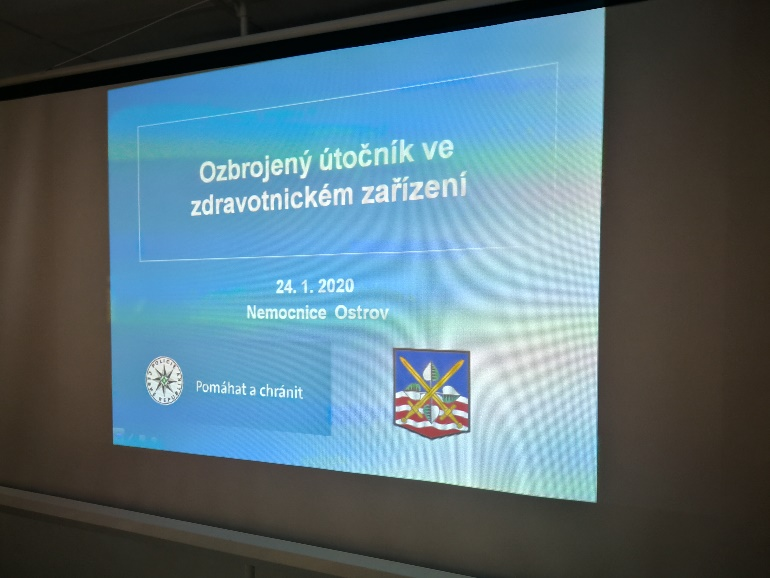 Ozbrojený útočník ve
zdravotnickém zařízení
24. 1. 2020
Nemocnice Ostrov
Pomáhat a chránit